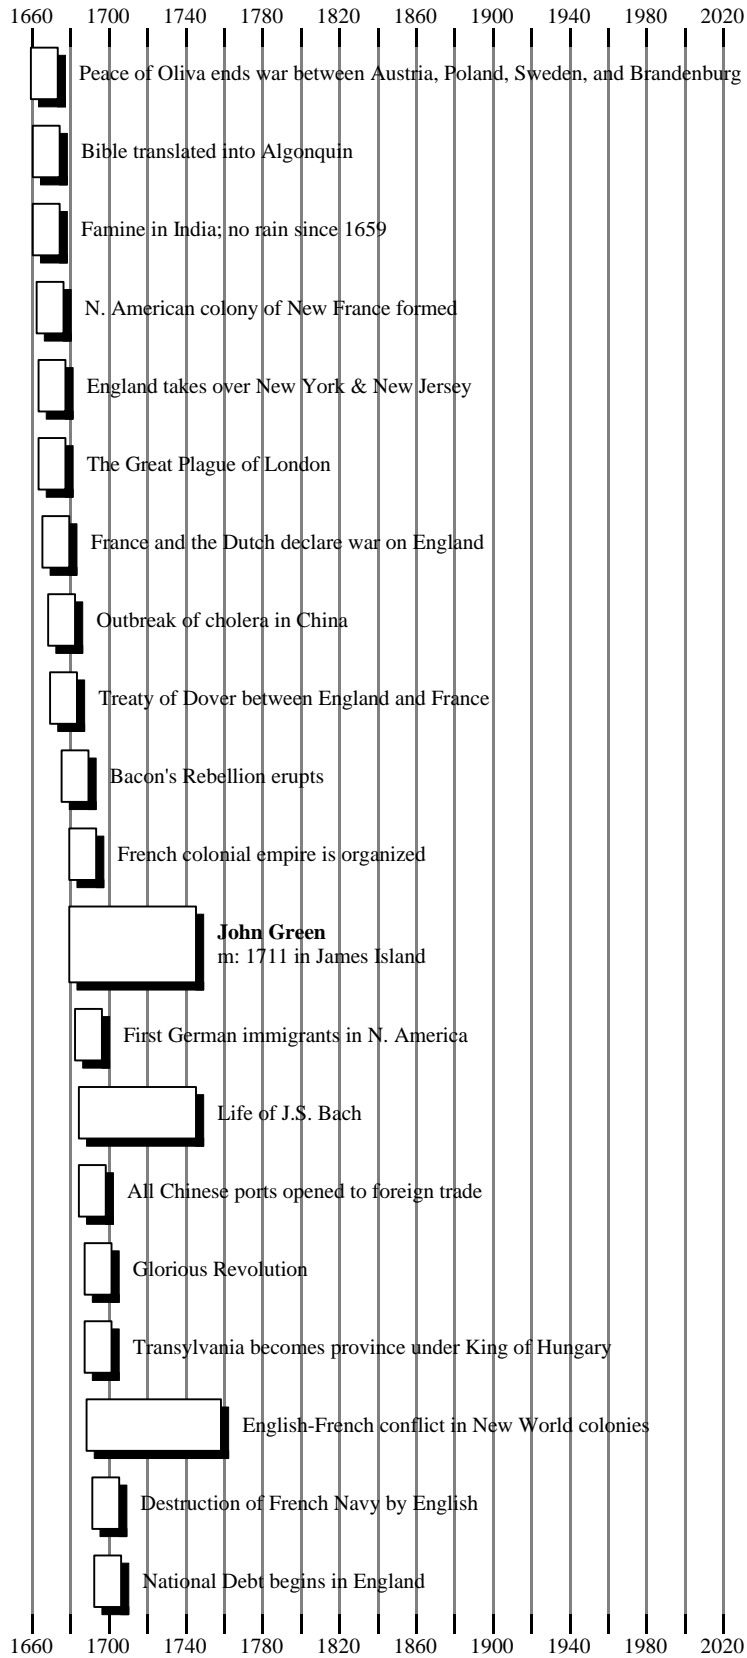 1660 1700 1740 1780 1820 1860 1900 1940 1980 2020
Peace of Oliva ends war between Austria, Poland, Sweden, and Brandenburg
Bible translated into Algonquin
Famine in India; no rain since 1659
N. American colony of New France formed
England takes over New York & New Jersey
The Great Plague of London
France and the Dutch declare war on England
Outbreak of cholera in China
Treaty of Dover between England and France
Bacon's Rebellion erupts
French colonial empire is organized
John Green
m: 1711 in James Island
First German immigrants in N. America
Life of J.S. Bach
All Chinese ports opened to foreign trade
Glorious Revolution
Transylvania becomes province under King of Hungary
English-French conflict in New World colonies
Destruction of French Navy by English
National Debt begins in England
1660 1700 1740 1780 1820 1860 1900 1940 1980 2020